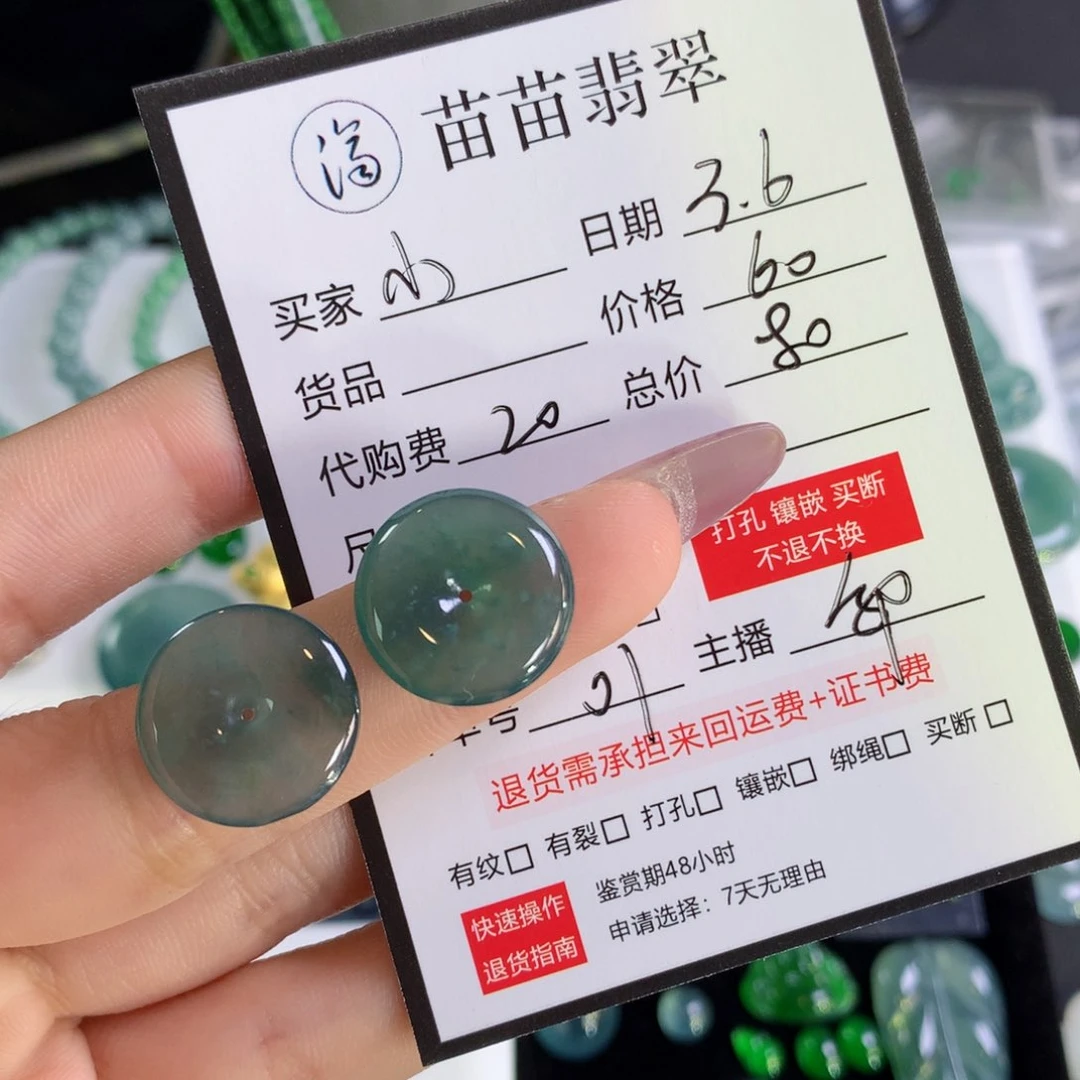 苗苗翡翠
买家 日期 3.6
货品 价格 60
代购费 20 总价 80
打孔 镶嵌 买断
不退不换
主播
退货需承担来回运费+证书费
有纹□ 有裂□ 打孔□ 镶嵌□ 绑绳□ 买断□
快速操作
退货指南
鉴赏期48小时
申请选择：7天无理由